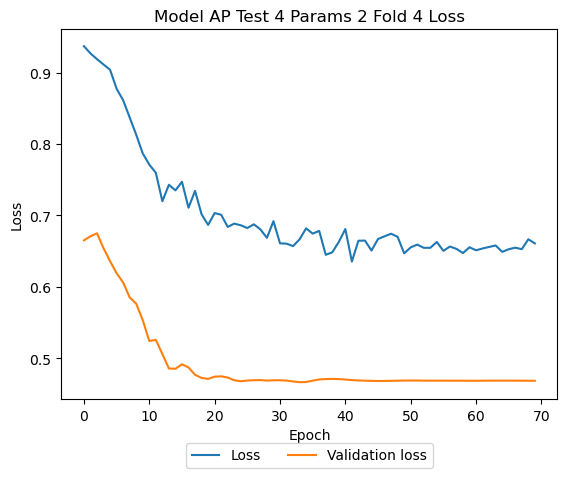 Model AP Test 4 Params 2 Fold 4 Loss
0.9
0.8
0.7
0.6
0.5
Loss
0 10 20 30 40 50 60 70
Epoch
Loss Validation loss